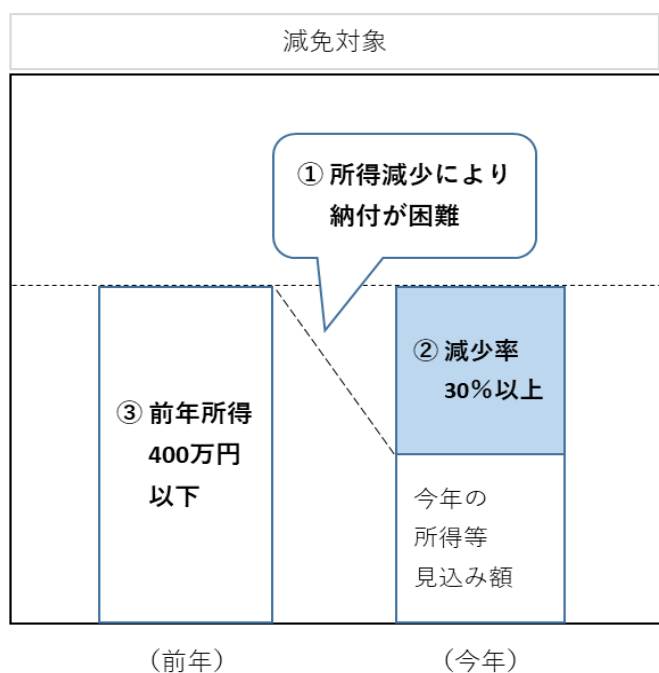 減免対象
① 所得減少により
納付が困難
② 減少率
30%以上
③ 前年所得
400万円
以下
今年の
所得等
見込み額
（前年）
（今年）